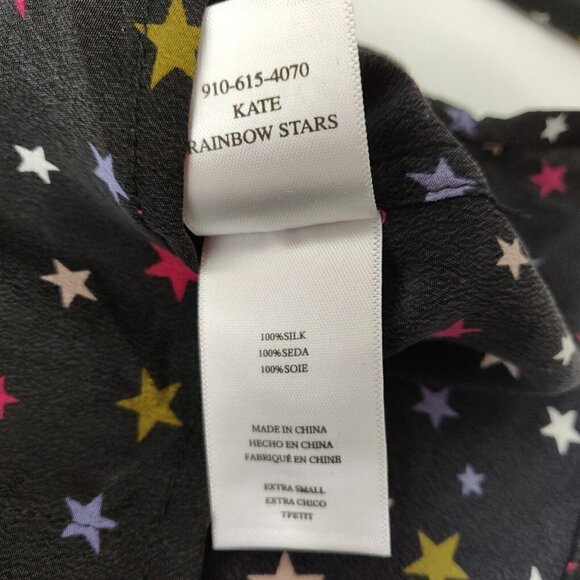 910-615-4070
KATE
RAINBOW STARS
100%SILK
100%SEDA
100%SOIE
MADE IN CHINA
HECHO EN CHINA
FABRIQUÉ EN CHINE
EXTRA SMALL
EXTRA CHICO
TPETIT